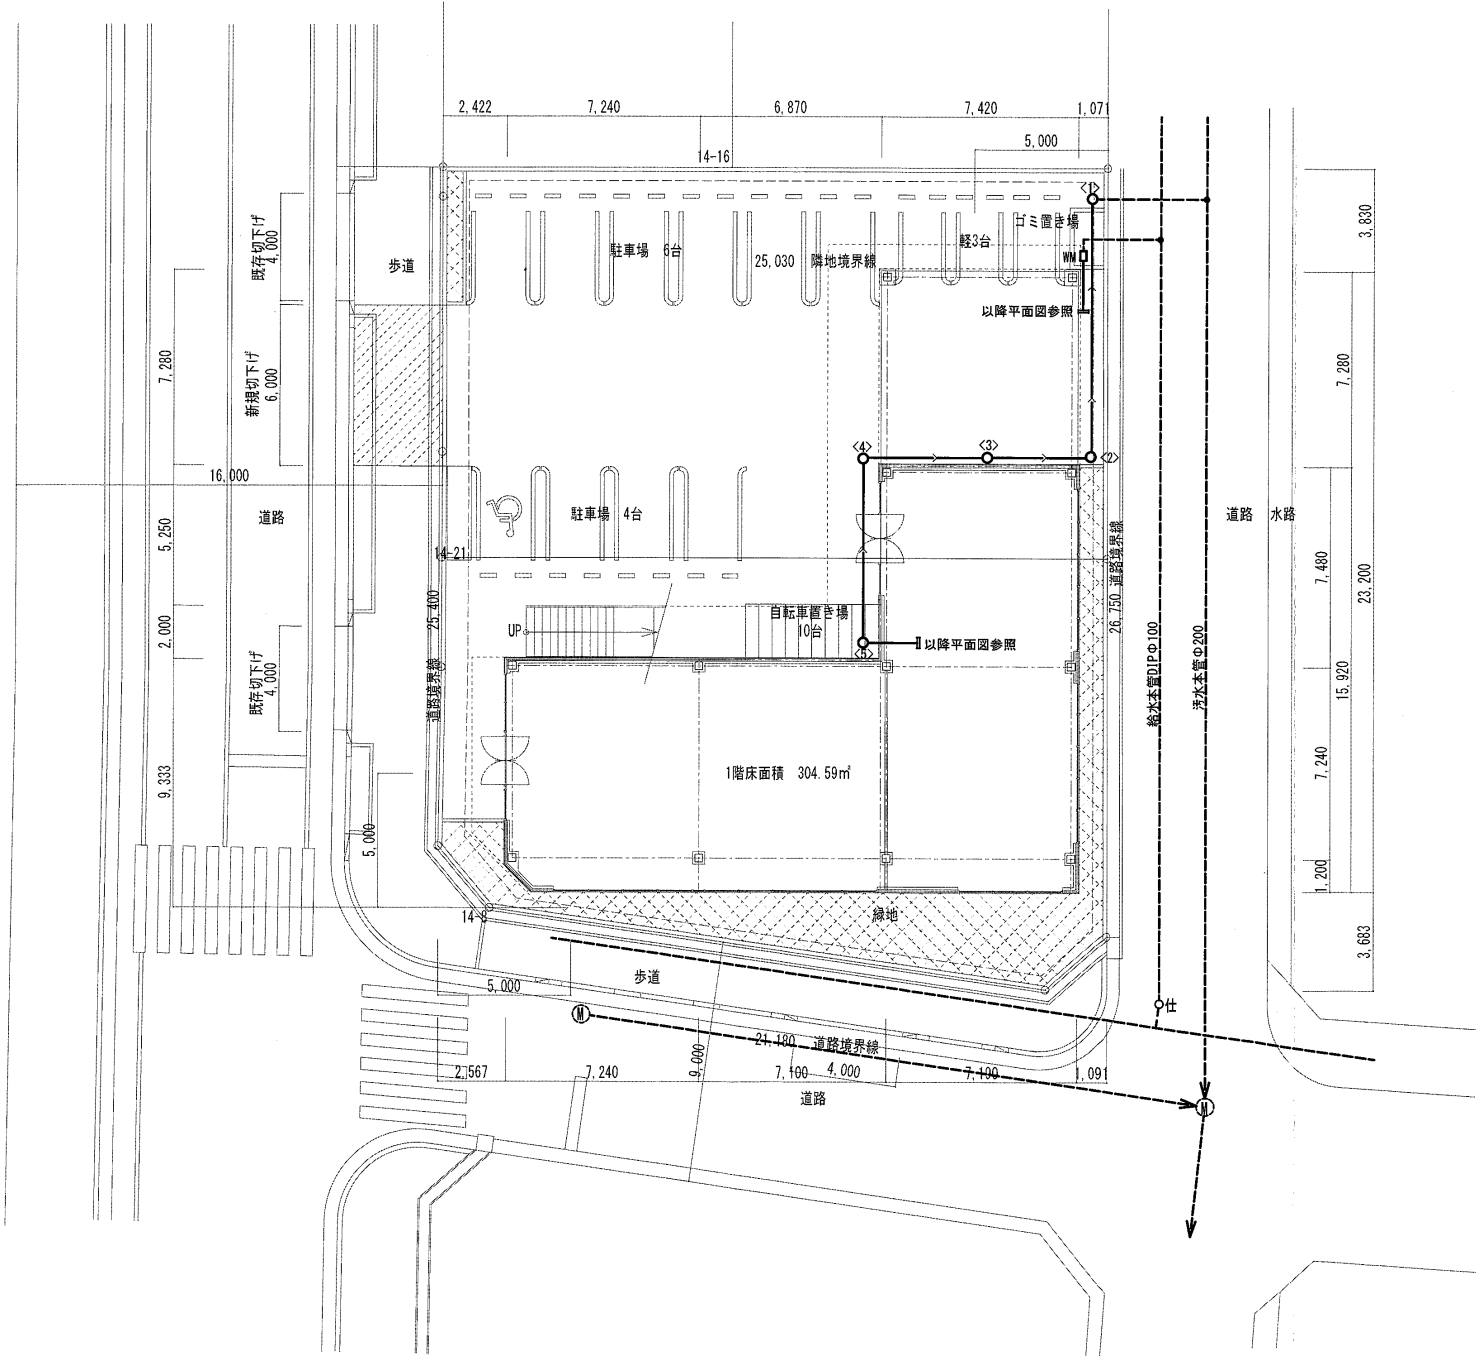 2,422
7,240
6,870
7,420
1,071
5,000
14-16
<1>
ゴミ置き場
既存切下げ
4,000
歩道
駐車場 6台
25,030 隣地境界線
軽3台
WM
以降平面図参照
3,830
7,280
新規切下げ
6,000
7,280
<4>
<3>
<2>
16,000
道路
駐車場 4台
5,250
道路 水路
14-21
26,750 道路境界線
7,480
23,200
25,400
道路境界線
2,000
UP
自転車置き場
10台
<5>
以降平面図参照
給水本管DIPΦ100
汚水本管Φ200
既存切下げ
4,000
15,920
9,333
1階床面積 304.59㎡
7,240
5,000
1,200
14-8
緑地
3,683
歩道
5,000
M
仕
21,180 道路境界線
2,567
7,240
9,000
7,100
4,000
7,190
1,091
道路
M